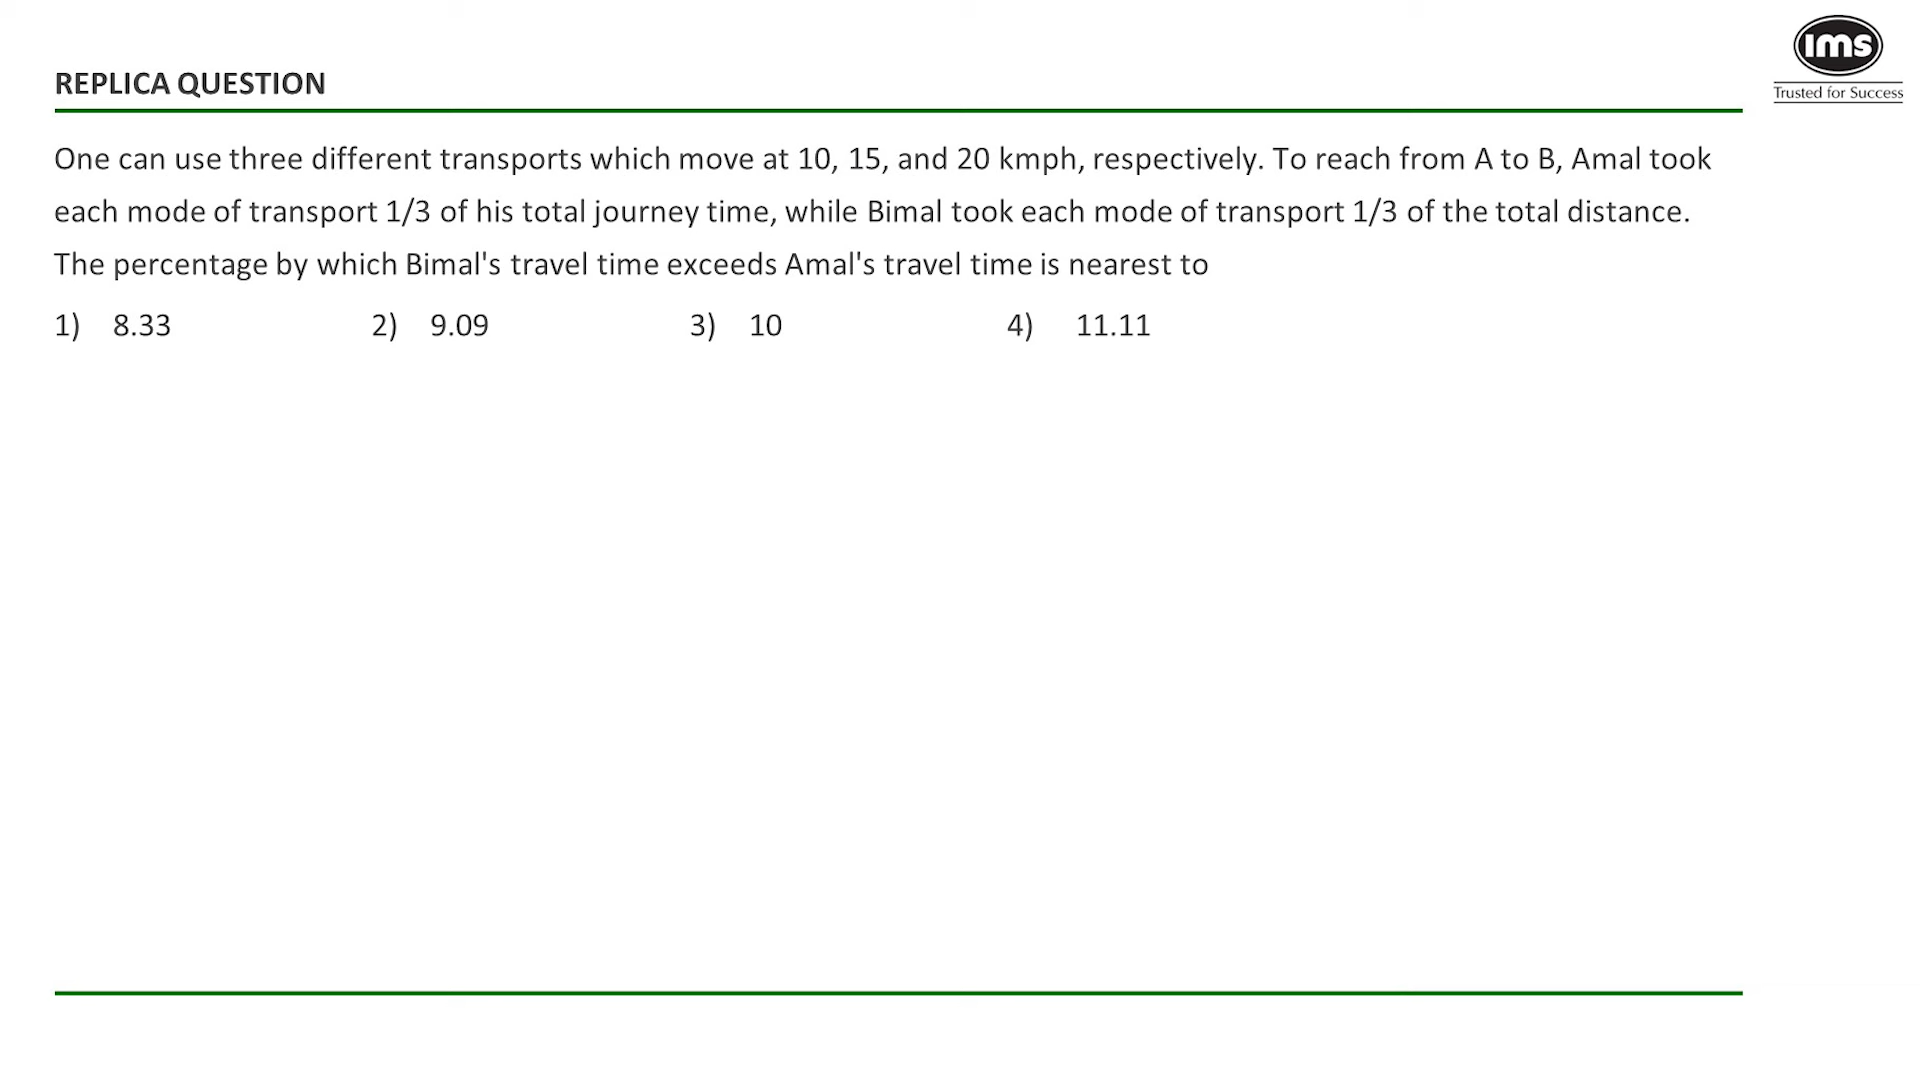 ims
Trusted for Success
REPLICA QUESTION
One can use three different transports which move at 10, 15, and 20 kmph, respectively. To reach from A to B, Amal took
each mode of transport 1/3 of his total journey time, while Bimal took each mode of transport 1/3 of the total distance.
The percentage by which Bimal's travel time exceeds Amal's travel time is nearest to
1) 8.33 2) 9.09 3) 10 4) 11.11